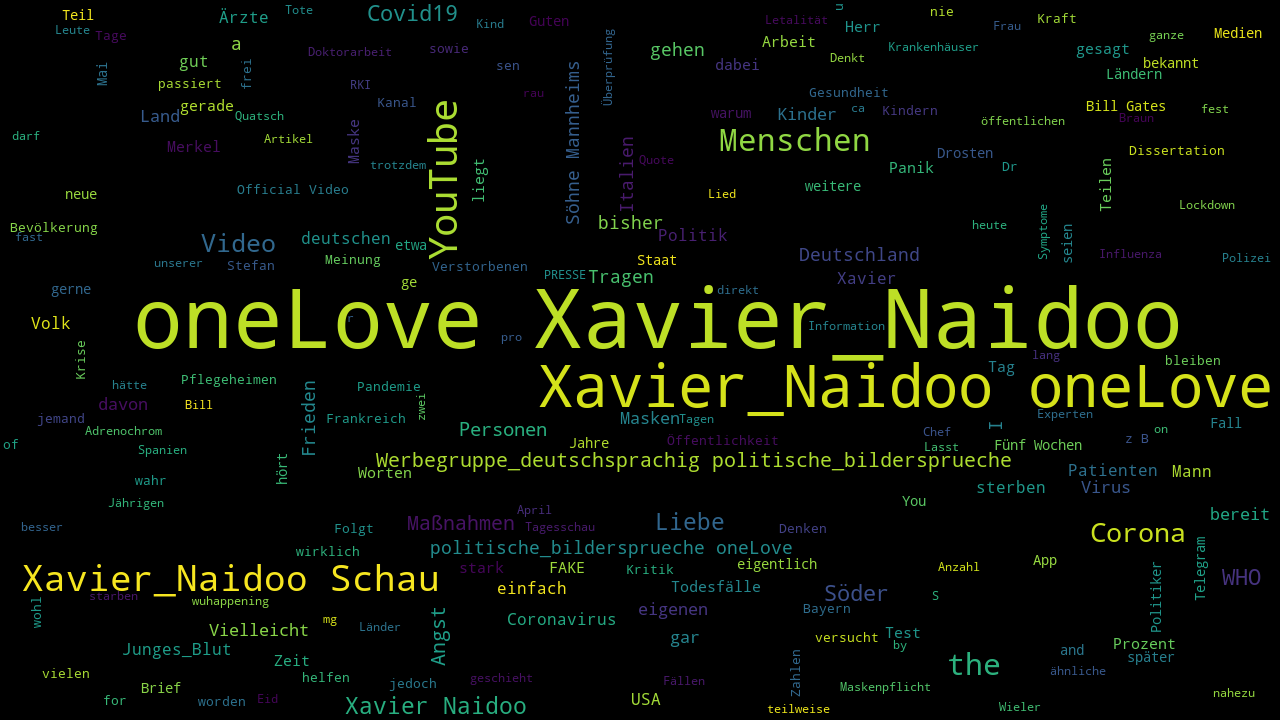 Teil
Leute
Tage
Tote
Ärzte
Covid19
Kind
Guten
Letalität
u
nie
Herr
Frau
Kraft
ganze
Medien
a
Doktorarbeit
sowie
gehen
Arbeit
Denkt
Krankenhäuser
gesagt
bekannt
gut
frei
Mai
sen
dabei
Ländern
passiert
RKI
Überprüfung
Gesundheit
rau
gerade
Kanal
ca
Kindern
Bill Gates
fest
Land
Quatsch
warum
Kinder
öffentlichen
Braun
darf
Artikel
Maske
YouTube
Söhne Mannheims
Menschen
Merkel
trotzdem
Italien
Quote
Drosten
Dissertation
liegt
Panik
Dr
Teilen
neue
Official Video
Lied
weitere
Lockdown
Bevölkerung
fast
bisher
heute
Symptome
seien
Video
deutschen
etwa
Politik
Deutschland
Influenza
Polizei
unserer
Stefan
Meinung
Verstorbenen
PRESSE
Staat
Tragen
Xavier
gerne
ge
direkt
oneLove Xavier_Naidoo
Volk
Information
Krise
pro
lang
bleiben
Tag
hätte
Pflegeheimen
Pandemie
Xavier_Naidoo oneLove
davon
Bill
zwei
jemand
Frieden
Frankreich
Masken
Tagen
Experten
Fall
Adrenochrom
Personen
Chef
I
on
of
Spanien
Jahre
Öffentlichkeit
Lasst
Fünf Wochen
z B
hört
Werbegruppe_deutschsprachig politische_bildersprueche
wahr
Worten
Patienten
Mann
sterben
Virus
Jährigen
You
April
bereit
besser
Folgt
Maßnahmen
Tagesschau
Liebe
Denken
Corona
wirklich
politische_bildersprueche oneLove
Telegram
Xavier_Naidoo Schau
stark
FAKE
Kritik
eigentlich
Anzahl
App
WHO
einfach
Todesfälle
Söder
S
Politiker
wohl
starben
wuhappening
eigenen
Bayern
mg
Coronavirus
Vielleicht
Länder
Angst
gar
versucht
Test
by
Junges_Blut
Zeit
and
Prozent
später
Zahlen
the
ähnliche
vielen
helfen
geschieht
Fällen
jedoch
Brief
Maskenpflicht
nahezu
for
worden
Eid
Xavier Naidoo
USA
teilweise
Wieler